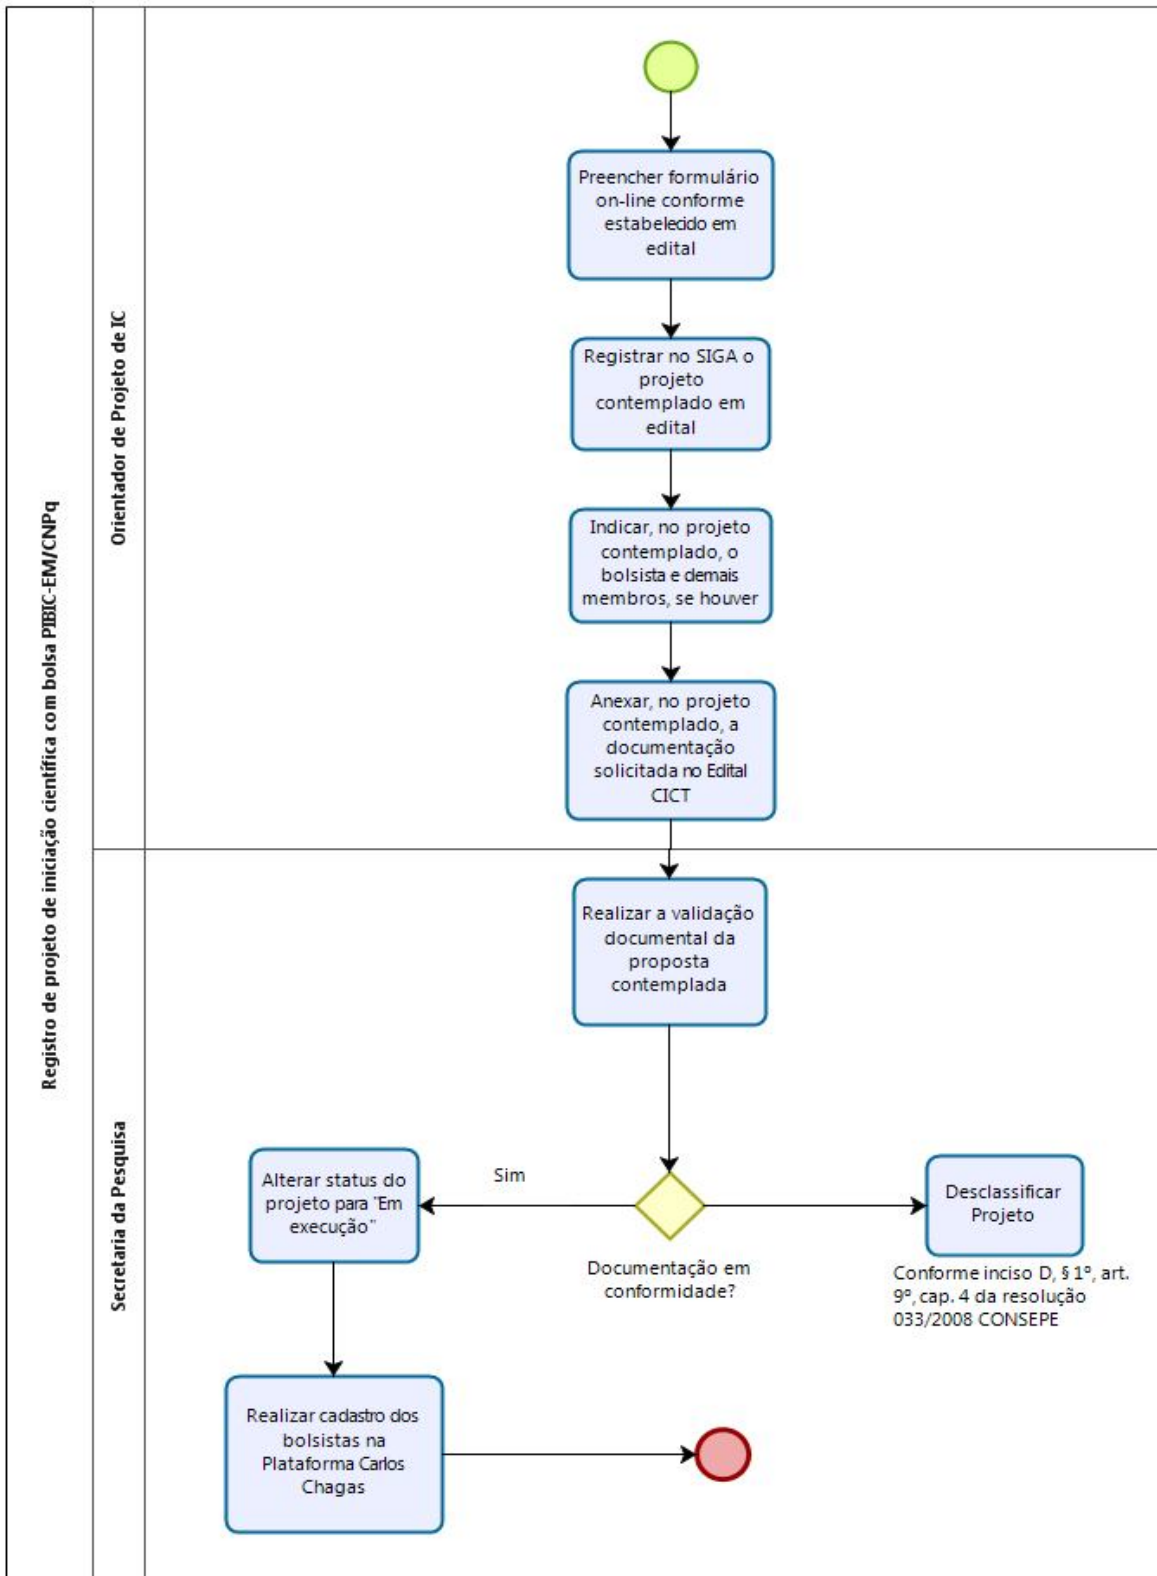 Registro de projeto de iniciação científica com bolsa PIBIC-EM/CNPq
Orientador de Projeto de IC
Preencher formulário
on-line conforme
estabelecido em
edital
Registrar no SIGA o
projeto
contemplado em
edital
Indicar, no projeto
contemplado, o
bolsista e demais
membros, se houver
Anexar, no projeto
contemplado, a
documentação
solicitada no Edital
CICT
Secretaria da Pesquisa
Realizar a validação
documental da
proposta
contemplada
Documentação em
conformidade?
Sim
Alterar status do
projeto para "Em
execução"
Desclassificar
Projeto
Conforme inciso D, § 1º, art.
9º, cap. 4 da resolução
033/2008 CONSEPE
Realizar cadastro dos
bolsistas na
Plataforma Carlos
Chagas